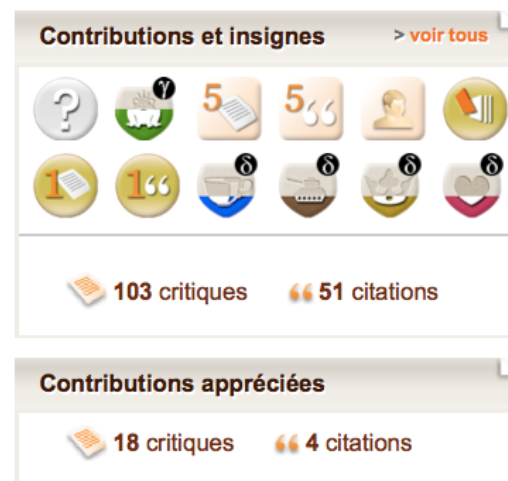 Contributions et insignes > voir tous
? γ 5 5 “
1 1 “ δ δ δ δ
103 critiques “ 51 citations
Contributions appréciées
18 critiques “ 4 citations